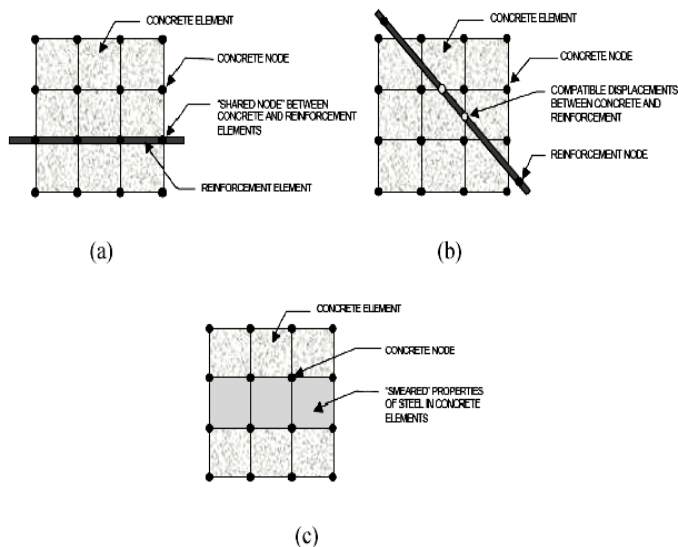 CONCRETE ELEMENT
CONCRETE NODE
"SHARED NODE" BETWEEN
CONCRETE AND REINFORCEMENT
ELEMENTS
REINFORCEMENT ELEMENT
(a)
CONCRETE ELEMENT
CONCRETE NODE
COMPATIBLE DISPLACEMENTS
BETWEEN CONCRETE AND
REINFORCEMENT
REINFORCEMENT NODE
(b)
CONCRETE ELEMENT
CONCRETE NODE
"SMEARED" PROPERTIES
OF STEEL IN CONCRETE
ELEMENTS
(c)